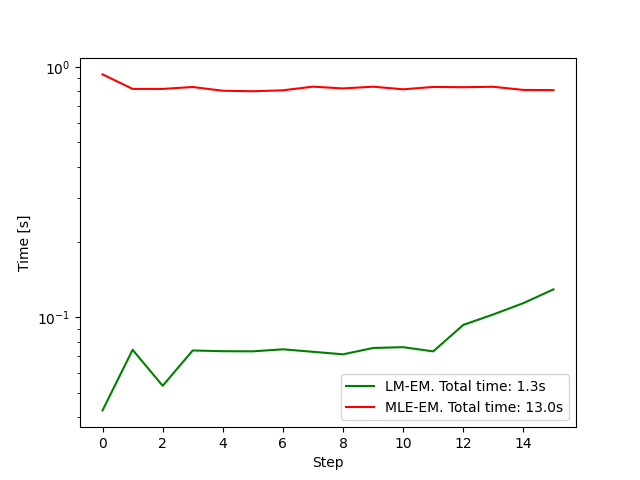 10⁰
10⁻¹
Time [s]
LM-EM. Total time: 1.3s
MLE-EM. Total time: 13.0s
0 2 4 6 8 10 12 14
Step